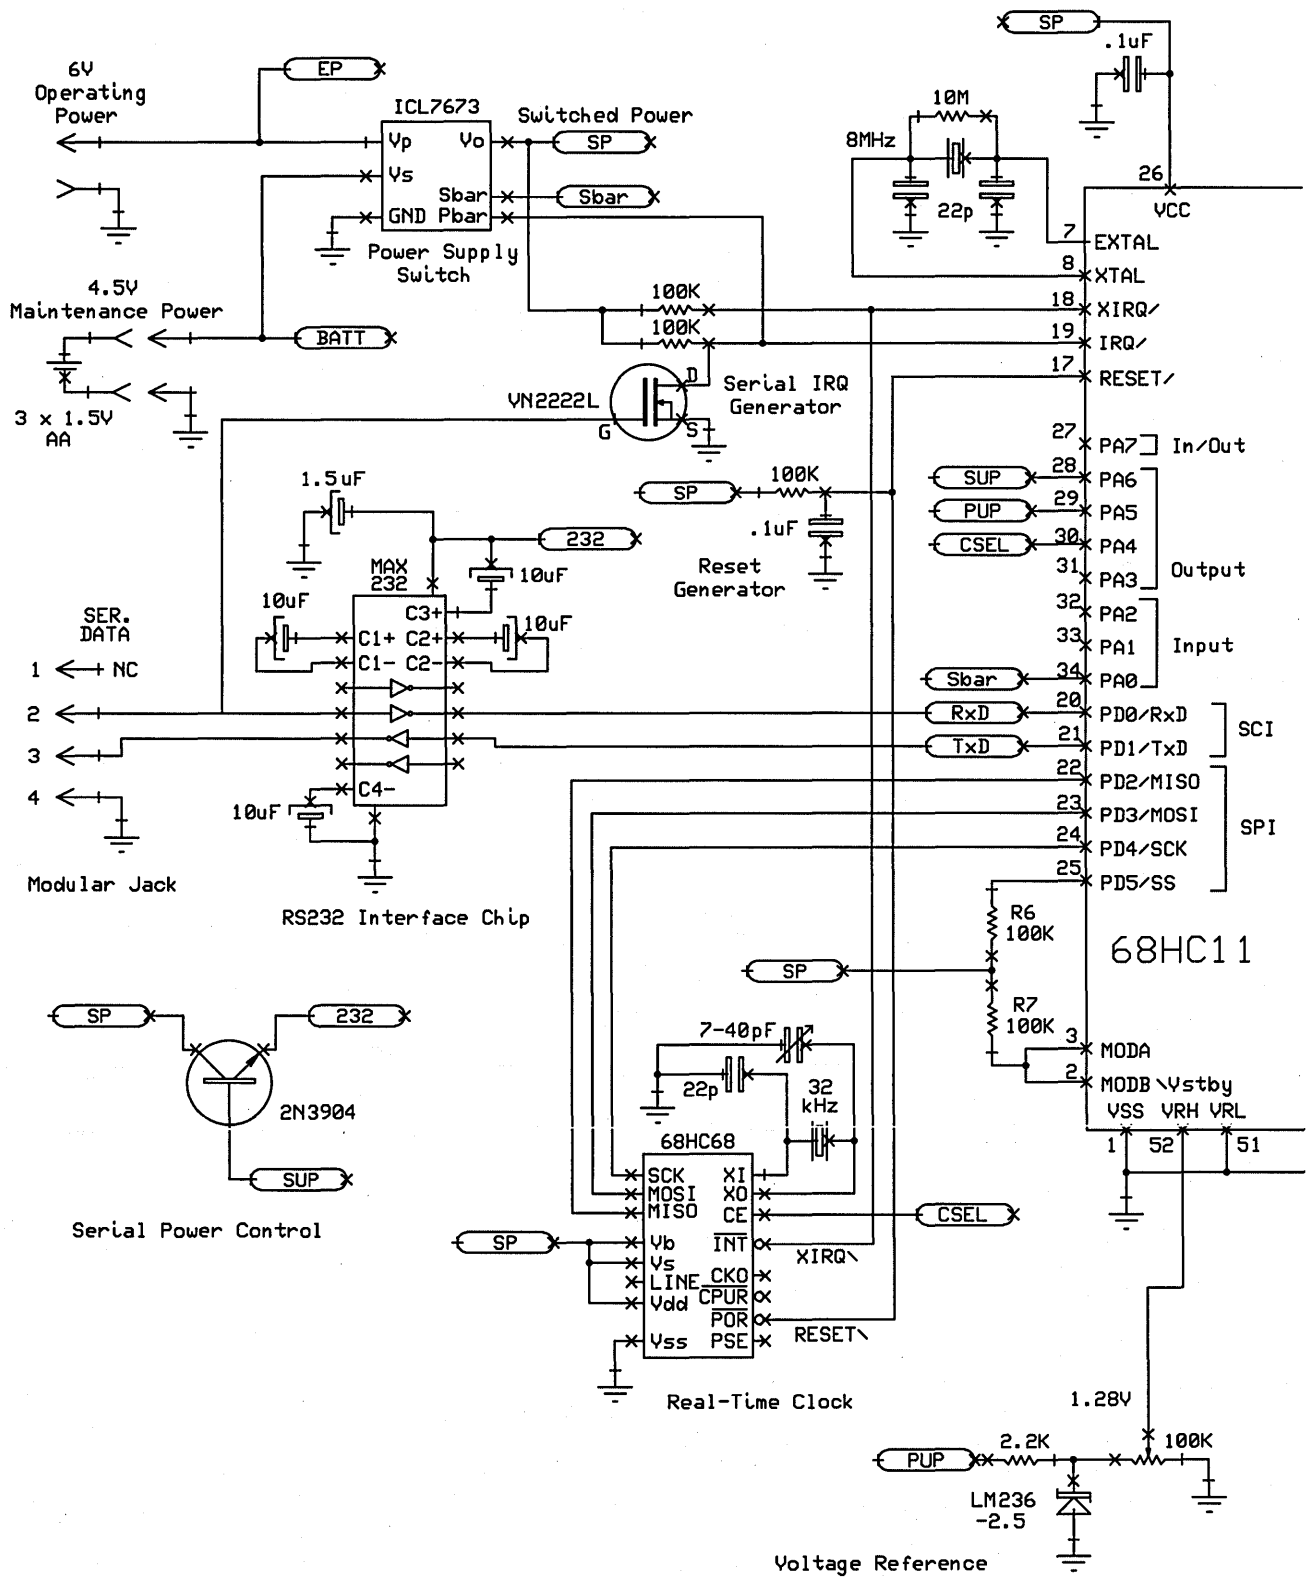 SP
.1uF
6V
Operating
Power
EP
ICL7673
Switched Power
Vp
Vo
SP
Vs
Sbar
Sbar
GND
Pbar
Power Supply
Switch
10M
8MHz
22p
26
VCC
7
EXTAL
8
XTAL
4.5V
Maintenance Power
BATT
3 x 1.5V
AA
100K
100K
18
XIRQ/
19
IRQ/
17
RESET/
VN2222L
D
G
S
Serial IRQ
Generator
27
PA7
In/Out
SUP
28
PA6
PUP
29
PA5
CSEL
30
PA4
31
PA3
Output
32
PA2
33
PA1
Input
Sbar
34
PA0
SP
100K
.1uF
Reset
Generator
1.5uF
232
MAX
232
10uF
10uF
C3+
10uF
C1+
C2+
C1-
C2-
C4-
10uF
SER.
DATA
1
NC
2
3
4
Modular Jack
RS232 Interface Chip
RxD
20
PD0/RxD
TxD
21
PD1/TxD
SCI
22
PD2/MISO
23
PD3/MOSI
24
PD4/SCK
25
PD5/SS
SPI
R6
100K
68HC11
SP
R7
100K
3
MODA
2
MODB\Vstby
VSS VRH VRL
1
52
51
SP
232
2N3904
SUP
Serial Power Control
7-40pF
22p
32
kHz
68HC68
SCK
XI
MOSI
XO
MISO
CE
CSEL
SP
Vb
INT
XIRQ\
Vs
LINE
CKO
CPUR
Vdd
POR
RESET\
Vss
PSE
Real-Time Clock
1.28V
PUP
2.2K
100K
LM236
-2.5
Voltage Reference